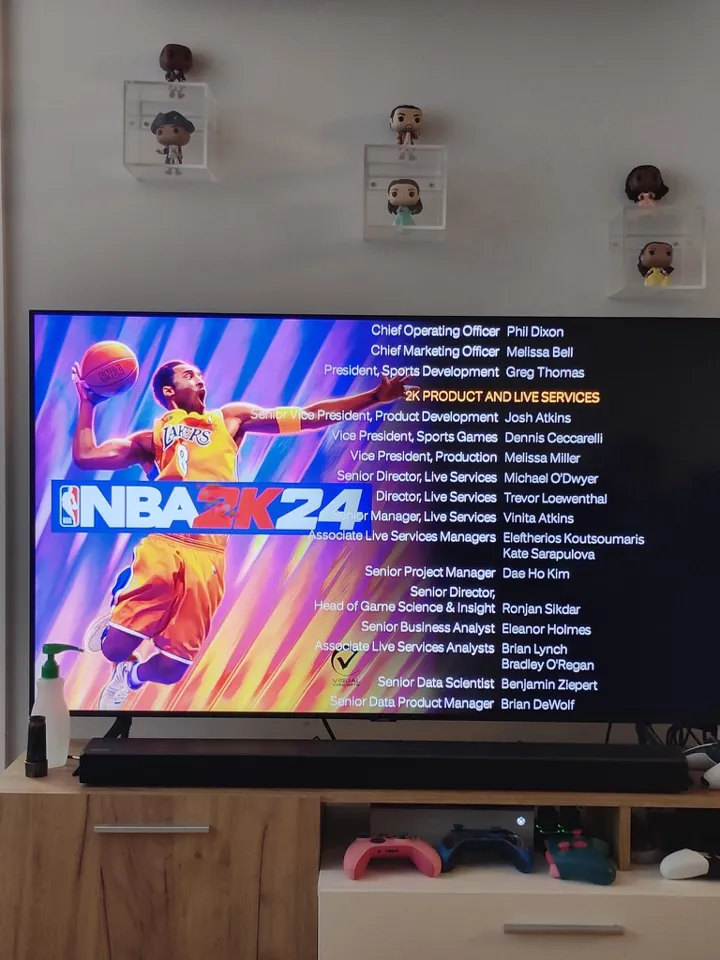 Chief Operating Officer Phil Dixon
Chief Marketing Officer Melissa Bell
President, Sports Development Greg Thomas
2K PRODUCT AND LIVE SERVICES
Senior Vice President, Product Development Josh Atkins
Vice President, Sports Games Dennis Ceccarelli
Vice President, Production Melissa Miller
Senior Director, Live Services Michael O'Dwyer
Director, Live Services Trevor Loewenthal
Senior Manager, Live Services Vinita Atkins
Associate Live Services Managers Eleftherios Koutsoumaris
Kate Sarapulova
Senior Project Manager Dae Ho Kim
Senior Director,
Head of Game Science & Insight Ronjan Sikdar
Senior Business Analyst Eleanor Holmes
Associate Live Services Analysts Brian Lynch
Bradley O'Regan
Senior Data Scientist Benjamin Ziepert
Senior Data Product Manager Brian DeWolf
LAKERS
8
NBA 2K24
VISUAL